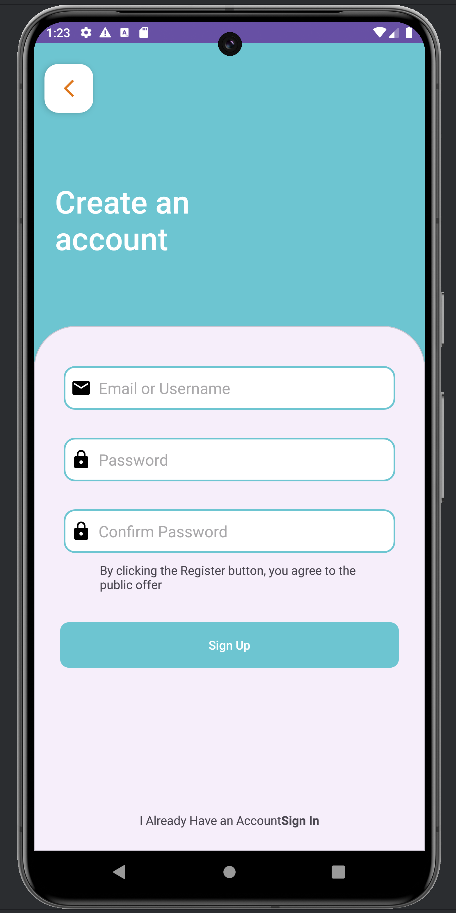 1:23
Create an
account
Email or Username
Password
Confirm Password
By clicking the Register button, you agree to the
public offer
Sign Up
I Already Have an AccountSign In